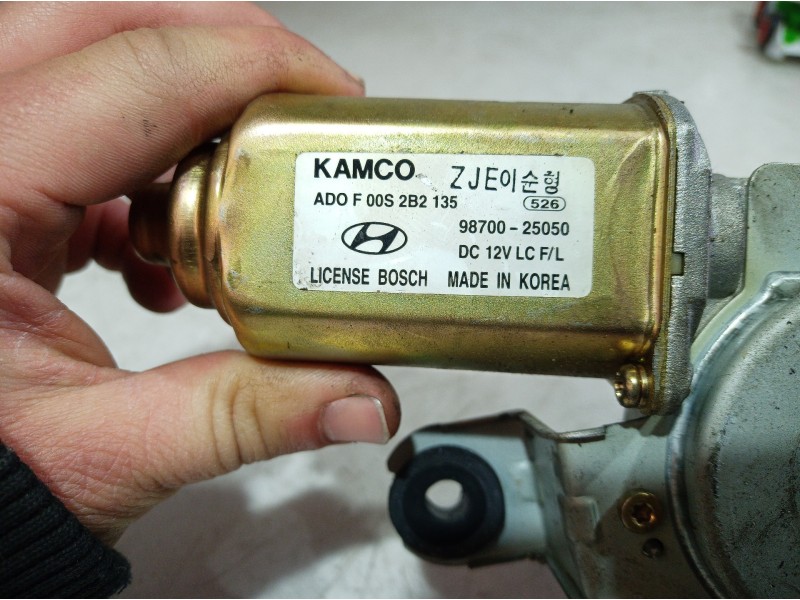 KAMCO ZJE이순형
ADO F 00S 2B2 135 526
98700-25050
DC 12V LC F/L
LICENSE BOSCH MADE IN KOREA